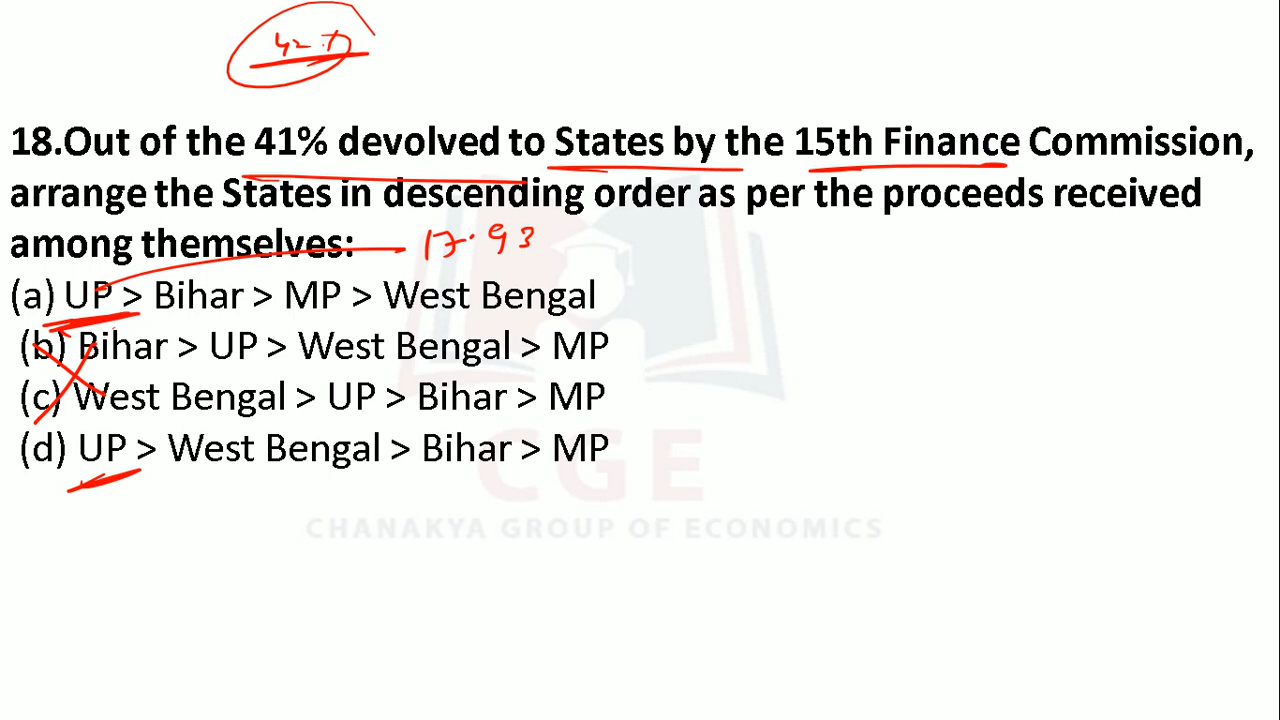 42%
18.Out of the 41% devolved to States by the 15th Finance Commission,
arrange the States in descending order as per the proceeds received
among themselves:
17.93
(a) UP > Bihar > MP > West Bengal
(b) Bihar > UP > West Bengal > MP
(c) West Bengal > UP > Bihar > MP
(d) UP > West Bengal > Bihar > MP
CGE
CHANAKYA GROUP OF ECONOMICS